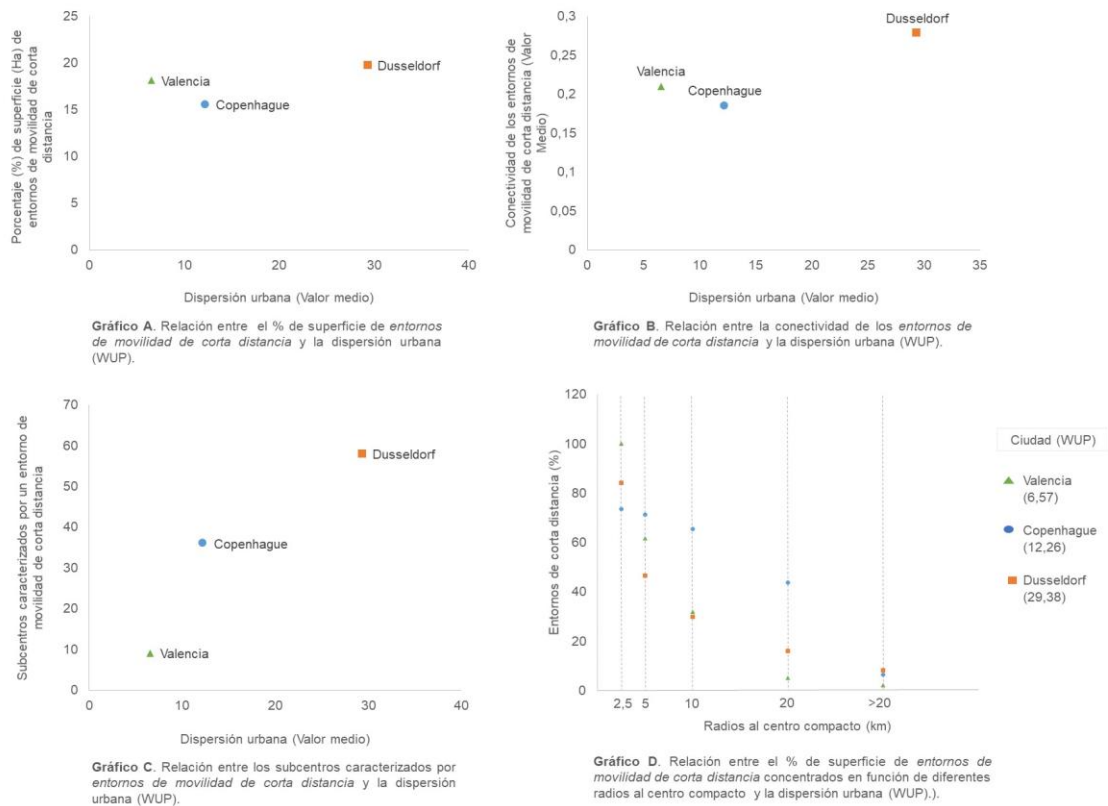 Porcentaje (%) de superficie (Ha) de
entornos de movilidad de corta
distancia
25
20
15
10
5
0
Valencia
Copenhague
Dusseldorf
0 10 20 30 40
Dispersión urbana (Valor medio)
Gráfico A. Relación entre el % de superficie de entornos
de movilidad de corta distancia y la dispersión urbana
(WUP).
Conectividad de los entornos de
movilidad de corta distancia (Valor
Medio)
0,3
0,25
0,2
0,15
0,1
0,05
0
Dusseldorf
Valencia
Copenhague
0 5 10 15 20 25 30 35
Dispersión urbana (Valor medio)
Gráfico B. Relación entre la conectividad de los entornos de
movilidad de corta distancia y la dispersión urbana (WUP).
Subcentros caracterizados por un entorno de
movilidad de corta distancia
70
60
50
40
30
20
10
0
Dusseldorf
Copenhague
Valencia
0 10 20 30 40
Dispersión urbana (Valor medio)
Gráfico C. Relación entre los subcentros caracterizados por
entornos de movilidad de corta distancia y la dispersión
urbana (WUP).
Entornos de corta distancia (%)
120
100
80
60
40
20
0
2,5 5 10 20 >20
Radios al centro compacto (km)
Ciudad (WUP)
Valencia
(6,57)
Copenhague
(12,26)
Dusseldorf
(29,38)
Gráfico D. Relación entre el % de superficie de entornos de
movilidad de corta distancia concentrados en función de diferentes
radios al centro compacto y la dispersión urbana (WUP).).